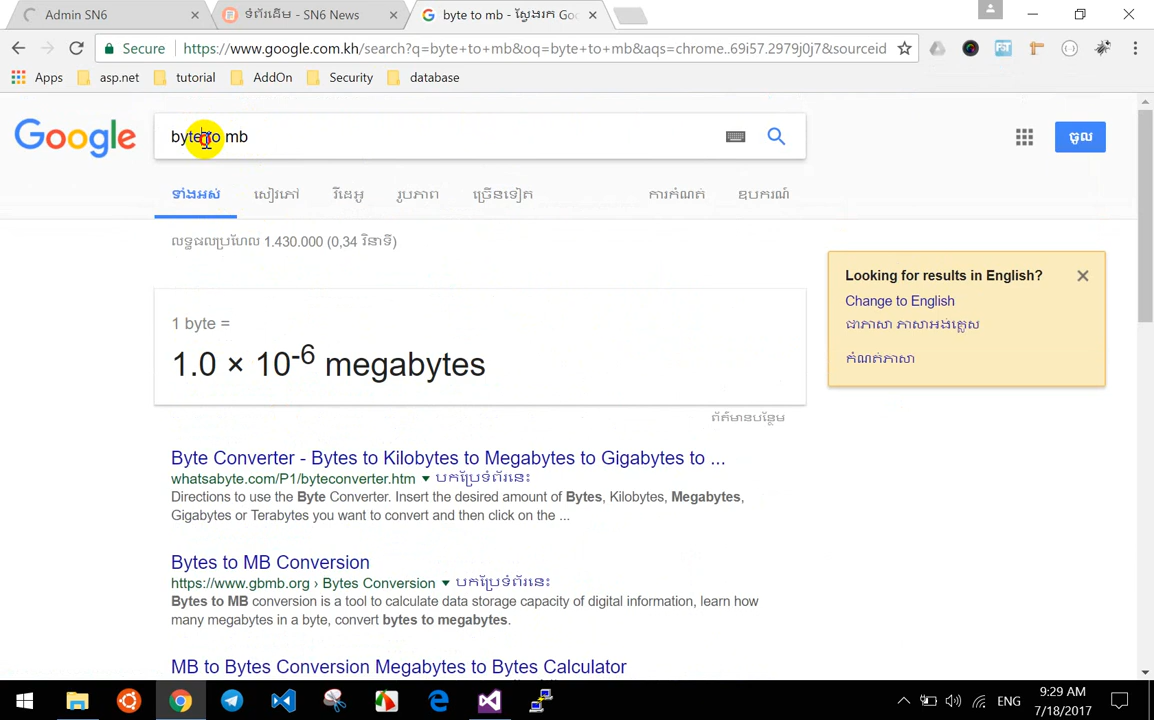 Admin SN6
ទំព័រដើម - SN6 News
byte to mb - ស្វែងរក Goo
Secure
https://www.google.com.kh/search?q=byte+to+mb&oq=byte+to+mb&aqs=chrome..69i57.2979j0j7&sourceid
Apps
asp.net
tutorial
AddOn
Security
database
Google
byte to mb
ចូល
ទាំងអស់
សៀវភៅ
វីដេអូ
រូបភាព
ច្រើនទៀត
ការកំណត់
ឧបករណ៍
លទ្ធផលប្រហែល 1.430.000 (0,34 វិនាទី)
Looking for results in English?
Change to English
ជាភាសា ភាសាអង់គ្លេស
កំណត់ភាសា
1 byte =
1.0 × 10-6 megabytes
ព័ត៌មានបន្ថែម
Byte Converter - Bytes to Kilobytes to Megabytes to Gigabytes to ...
whatsabyte.com/P1/byteconverter.htm ▼ បកប្រែទំព័រនេះ
Directions to use the Byte Converter. Insert the desired amount of Bytes, Kilobytes, Megabytes,
Gigabytes or Terabytes you want to convert and then click on the ...
Bytes to MB Conversion
https://www.gbmb.org › Bytes Conversion ▼ បកប្រែទំព័រនេះ
Bytes to MB conversion is a tool to calculate data storage capacity of digital information, learn how
many megabytes in a byte, convert bytes to megabytes.
MB to Bytes Conversion Megabytes to Bytes Calculator
ENG
9:29 AM
7/18/2017